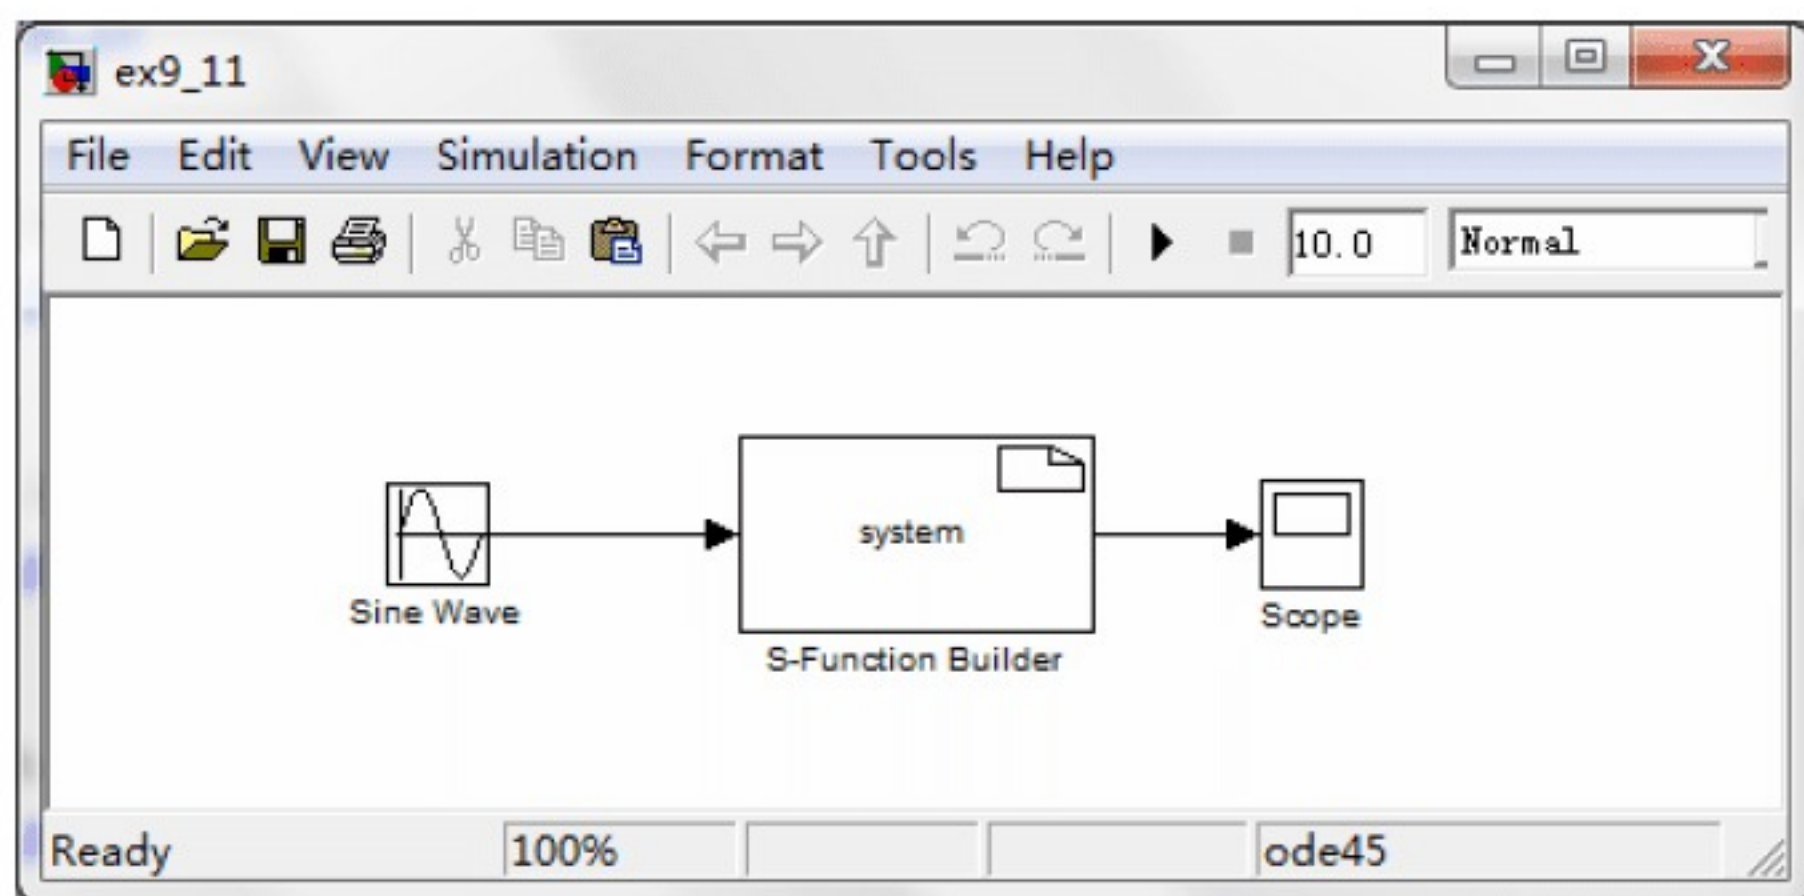 ex9_11
File Edit View Simulation Format Tools Help
10.0 Normal
system
Sine Wave
Scope
S-Function Builder
Ready 100% ode45